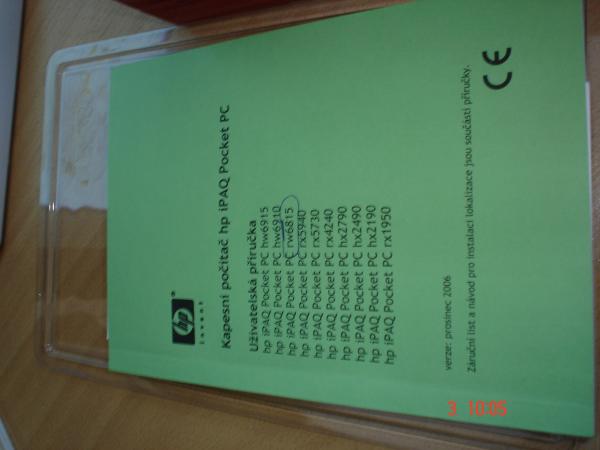 hp
invent
Kapesní počítač hp iPAQ Pocket PC
Uživatelská příručka
hp iPAQ Pocket PC hw6915
hp iPAQ Pocket PC hw6910
hp iPAQ Pocket PC rw6815
hp iPAQ Pocket PC rx5940
hp iPAQ Pocket PC rx5730
hp iPAQ Pocket PC rx4240
hp iPAQ Pocket PC hx2790
hp iPAQ Pocket PC hx2490
hp iPAQ Pocket PC hx2190
hp iPAQ Pocket PC rx1950
verze: prosinec 2006
Záruční list a návod pro instalaci lokalizace jsou součástí příručky.
CE
3 10:05